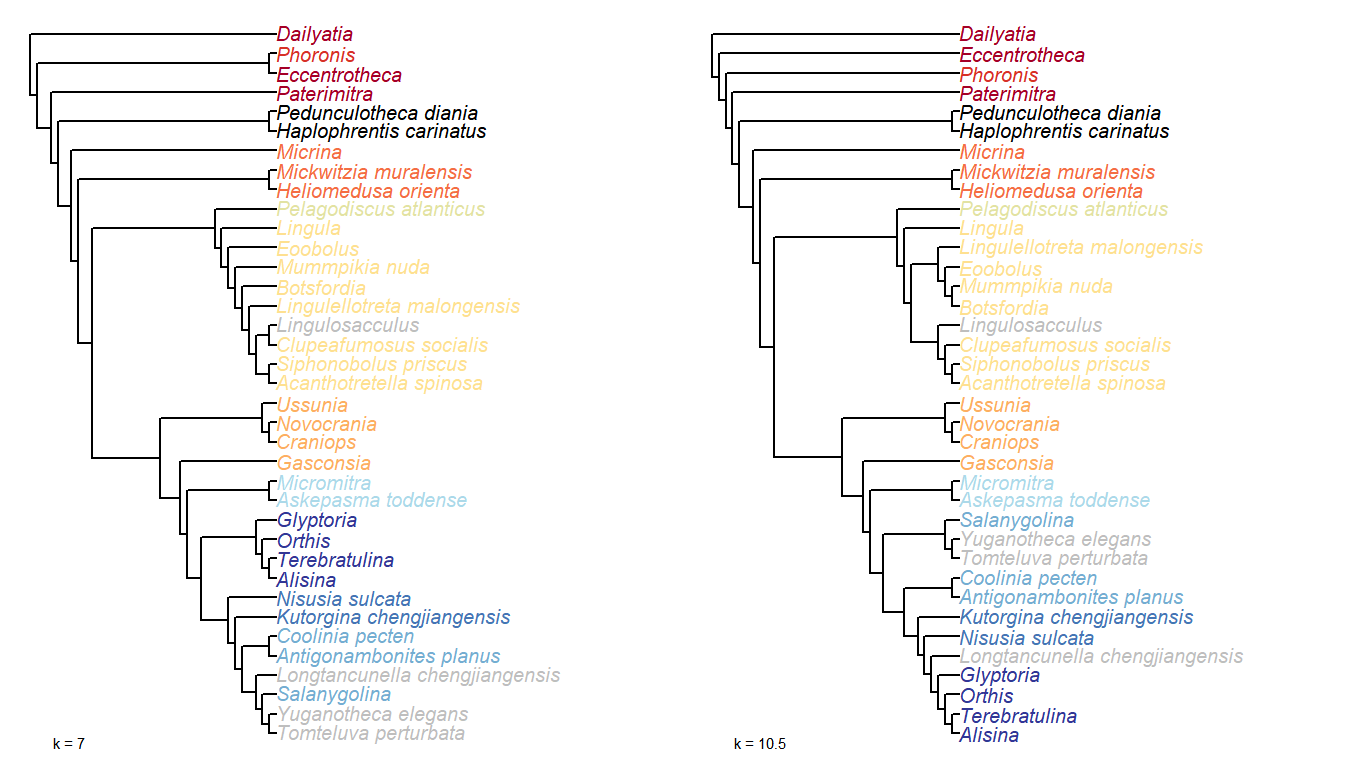 Dailyatia
Phoronis
Eccentrotheca
Paterimitra
Pedunculotheca diania
Haplophrentis carinatus
Micrina
Mickwitzia muralensis
Heliomedusa orienta
Pelagodiscus atlanticus
Lingula
Eoobolus
Mummpikia nuda
Botsfordia
Lingulellotreta malongensis
Lingulosacculus
Clupeafumosus socialis
Siphonobolus priscus
Acanthotretella spinosa
Ussunia
Novocrania
Craniops
Gasconsia
Micromitra
Askepasma toddense
Glyptoria
Orthis
Terebratulina
Alisina
Nisusia sulcata
Kutorgina chengjiangensis
Coolinia pecten
Antigonambonites planus
Longtancunella chengjiangensis
Salanygolina
Yuganotheca elegans
Tomteluva perturbata
k = 7
Dailyatia
Eccentrotheca
Phoronis
Paterimitra
Pedunculotheca diania
Haplophrentis carinatus
Micrina
Mickwitzia muralensis
Heliomedusa orienta
Pelagodiscus atlanticus
Lingula
Lingulellotreta malongensis
Eoobolus
Mummpikia nuda
Botsfordia
Lingulosacculus
Clupeafumosus socialis
Siphonobolus priscus
Acanthotretella spinosa
Ussunia
Novocrania
Craniops
Gasconsia
Micromitra
Askepasma toddense
Salanygolina
Yuganotheca elegans
Tomteluva perturbata
Coolinia pecten
Antigonambonites planus
Kutorgina chengjiangensis
Nisusia sulcata
Longtancunella chengjiangensis
Glyptoria
Orthis
Terebratulina
Alisina
k = 10.5